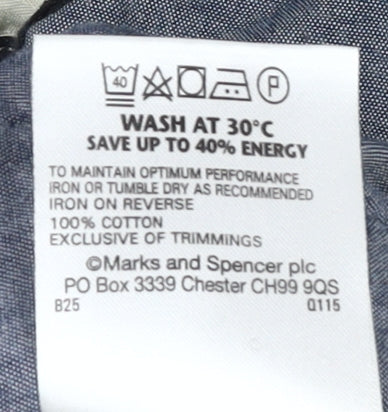 40 P
WASH AT 30°C
SAVE UP TO 40% ENERGY
TO MAINTAIN OPTIMUM PERFORMANCE
IRON OR TUMBLE DRY AS RECOMMENDED
IRON ON REVERSE
100% COTTON
EXCLUSIVE OF TRIMMINGS
©Marks and Spencer plc
PO Box 3339 Chester CH99 9QS
B25 Q115